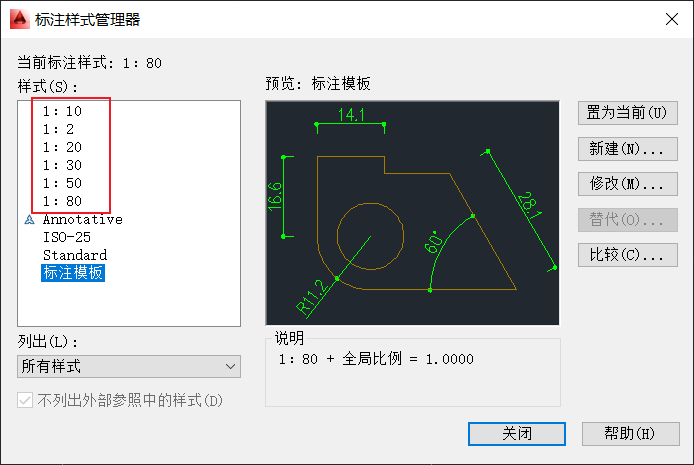 标注样式管理器
当前标注样式: 1：80
样式(S):
1：10
1：2
1：20
1：30
1：50
1：80
Annotative
ISO-25
Standard
标注模板
列出(L):
所有样式
不列出外部参照中的样式(D)
预览: 标注模板
14.1
16.6
28.1
60°
R11.2
说明
1：80 + 全局比例 = 1.0000
置为当前(U)
新建(N)...
修改(M)...
替代(O)...
比较(C)...
关闭
帮助(H)